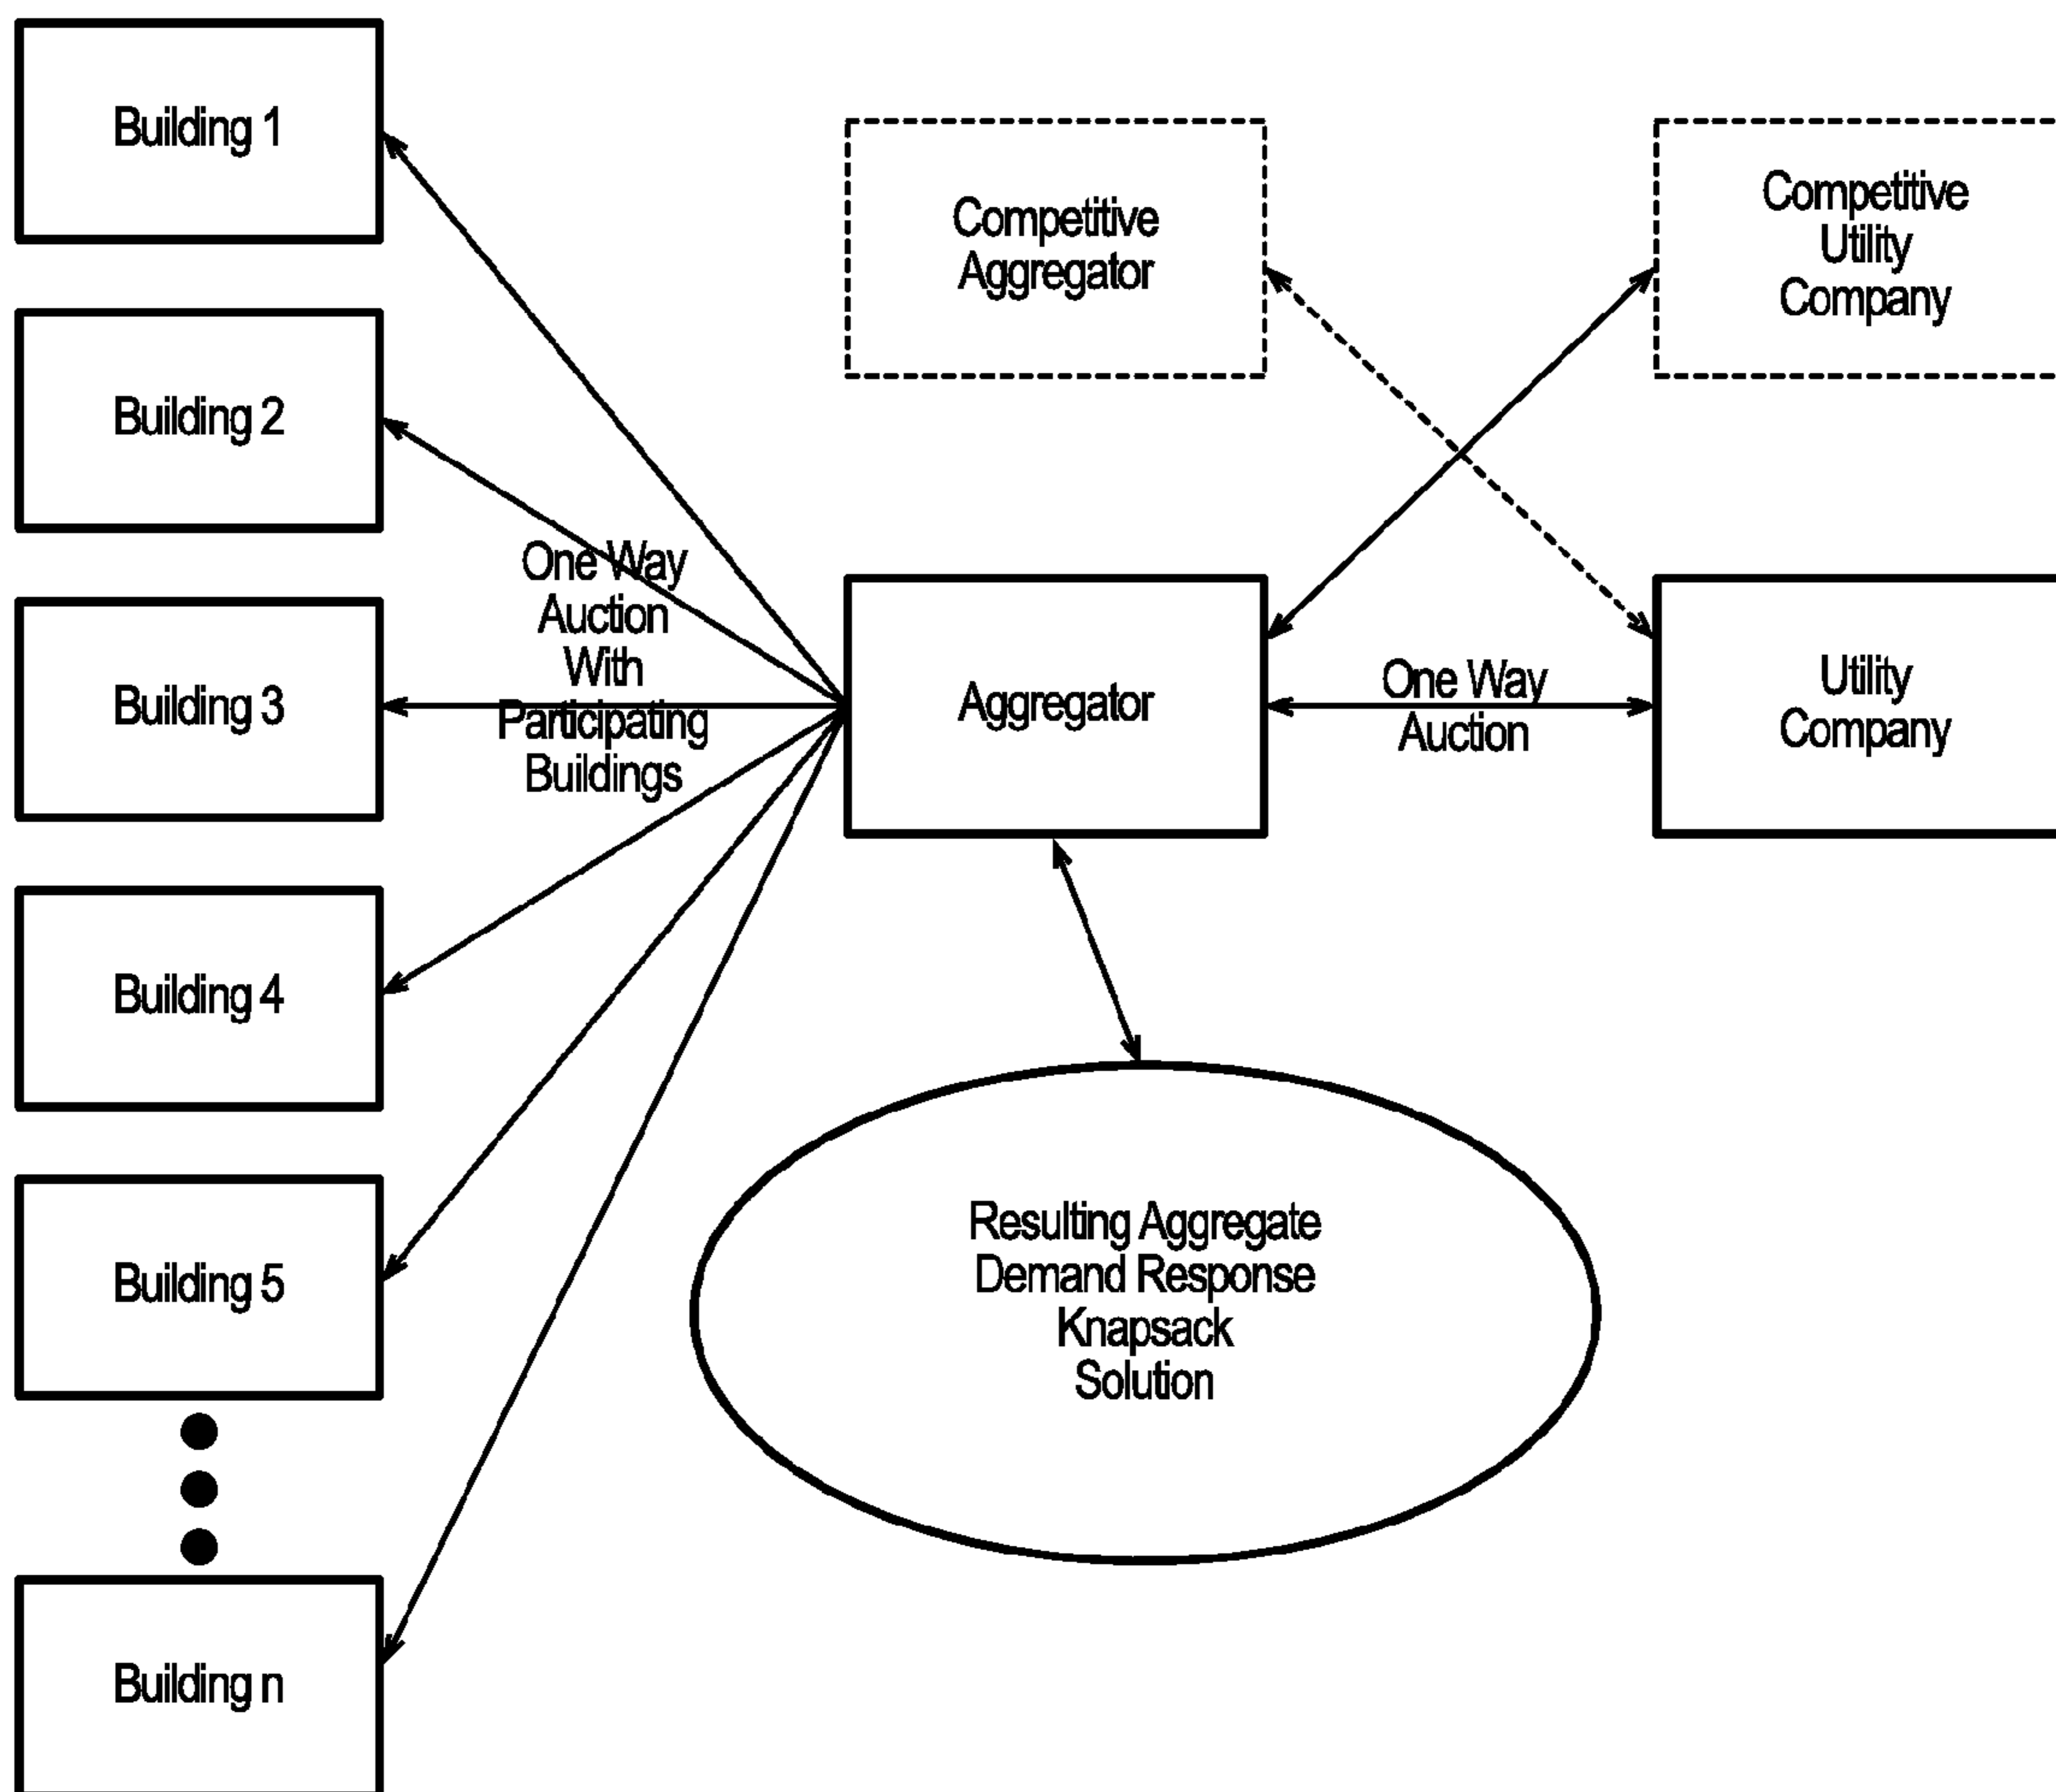 Building 1
Building 2
Building 3
Building 4
Building 5
Building n
One Way
Auction
With
Participating
Buildings
Competitive
Aggregator
Aggregator
Resulting Aggregate
Demand Response
Knapsack
Solution
One Way
Auction
Competitive
Utility
Company
Utility
Company